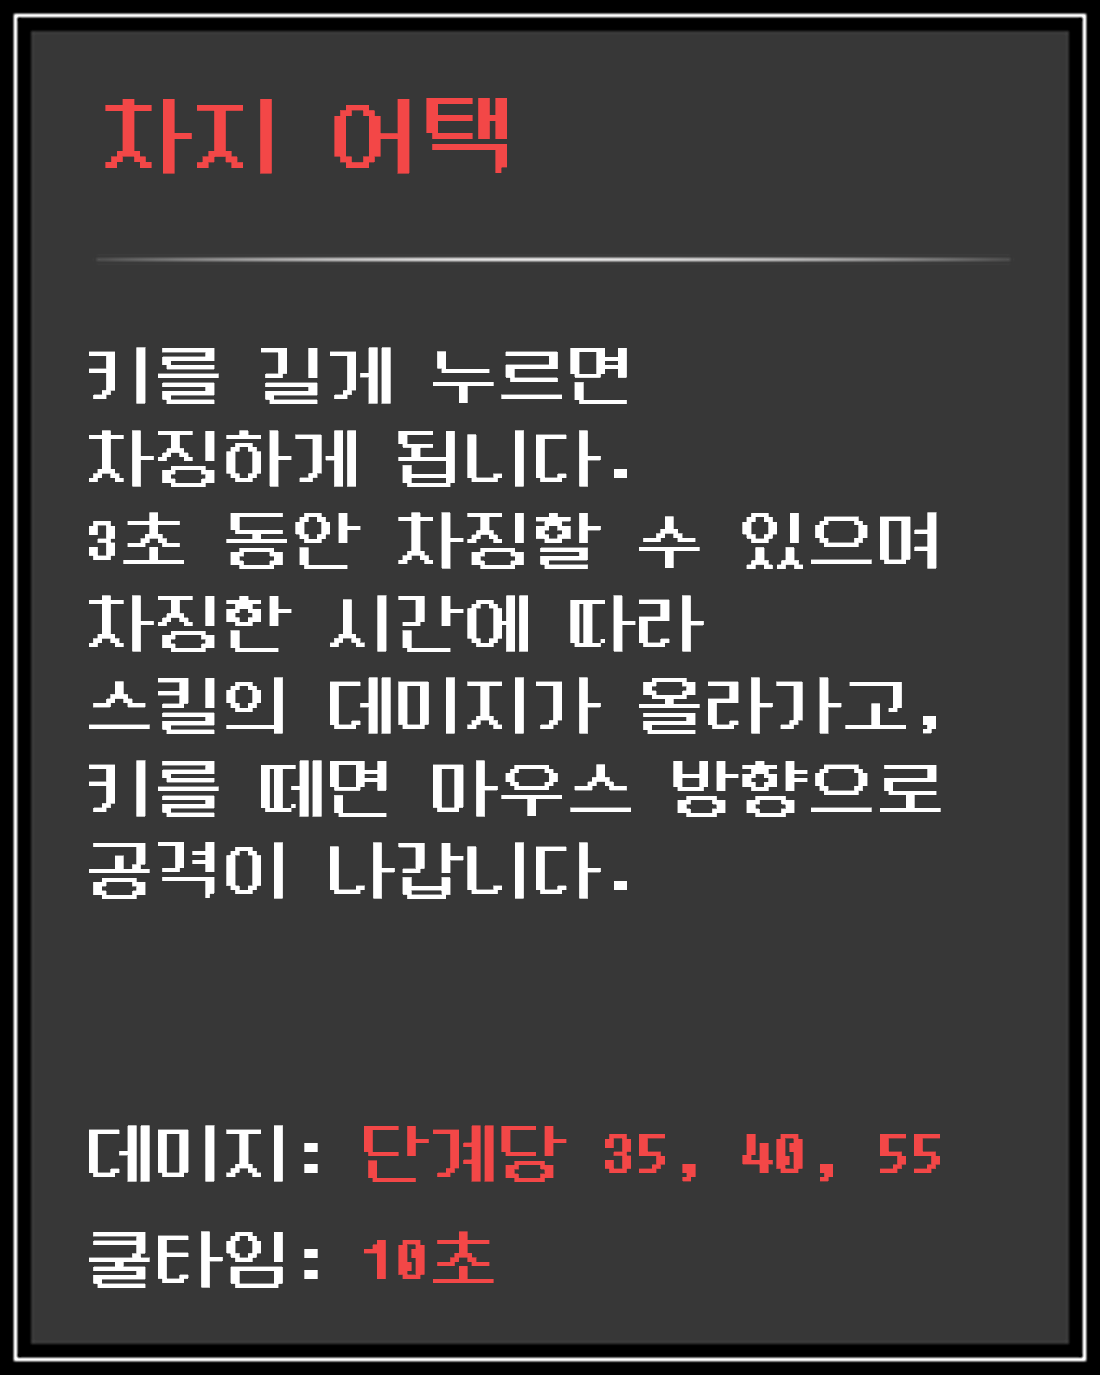 차지 어택
키를 길게 누르면
차징하게 됩니다.
3초 동안 차징할 수 있으며
차징한 시간에 따라
스킬의 데미지가 올라가고,
키를 떼면 마우스 방향으로
공격이 나갑니다.
데미지: 단계당 35, 40, 55
쿨타임: 10초